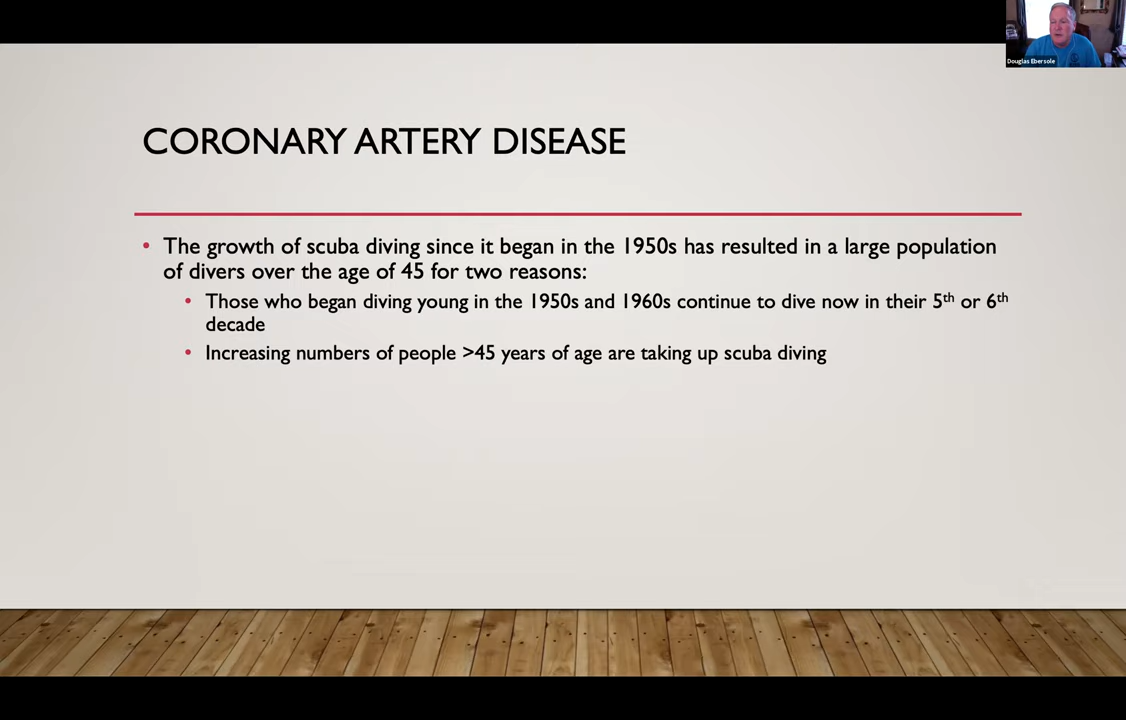 Douglas Ebersole
CORONARY ARTERY DISEASE
• The growth of scuba diving since it began in the 1950s has resulted in a large population
of divers over the age of 45 for two reasons:
• Those who began diving young in the 1950s and 1960s continue to dive now in their 5th or 6th
decade
• Increasing numbers of people >45 years of age are taking up scuba diving